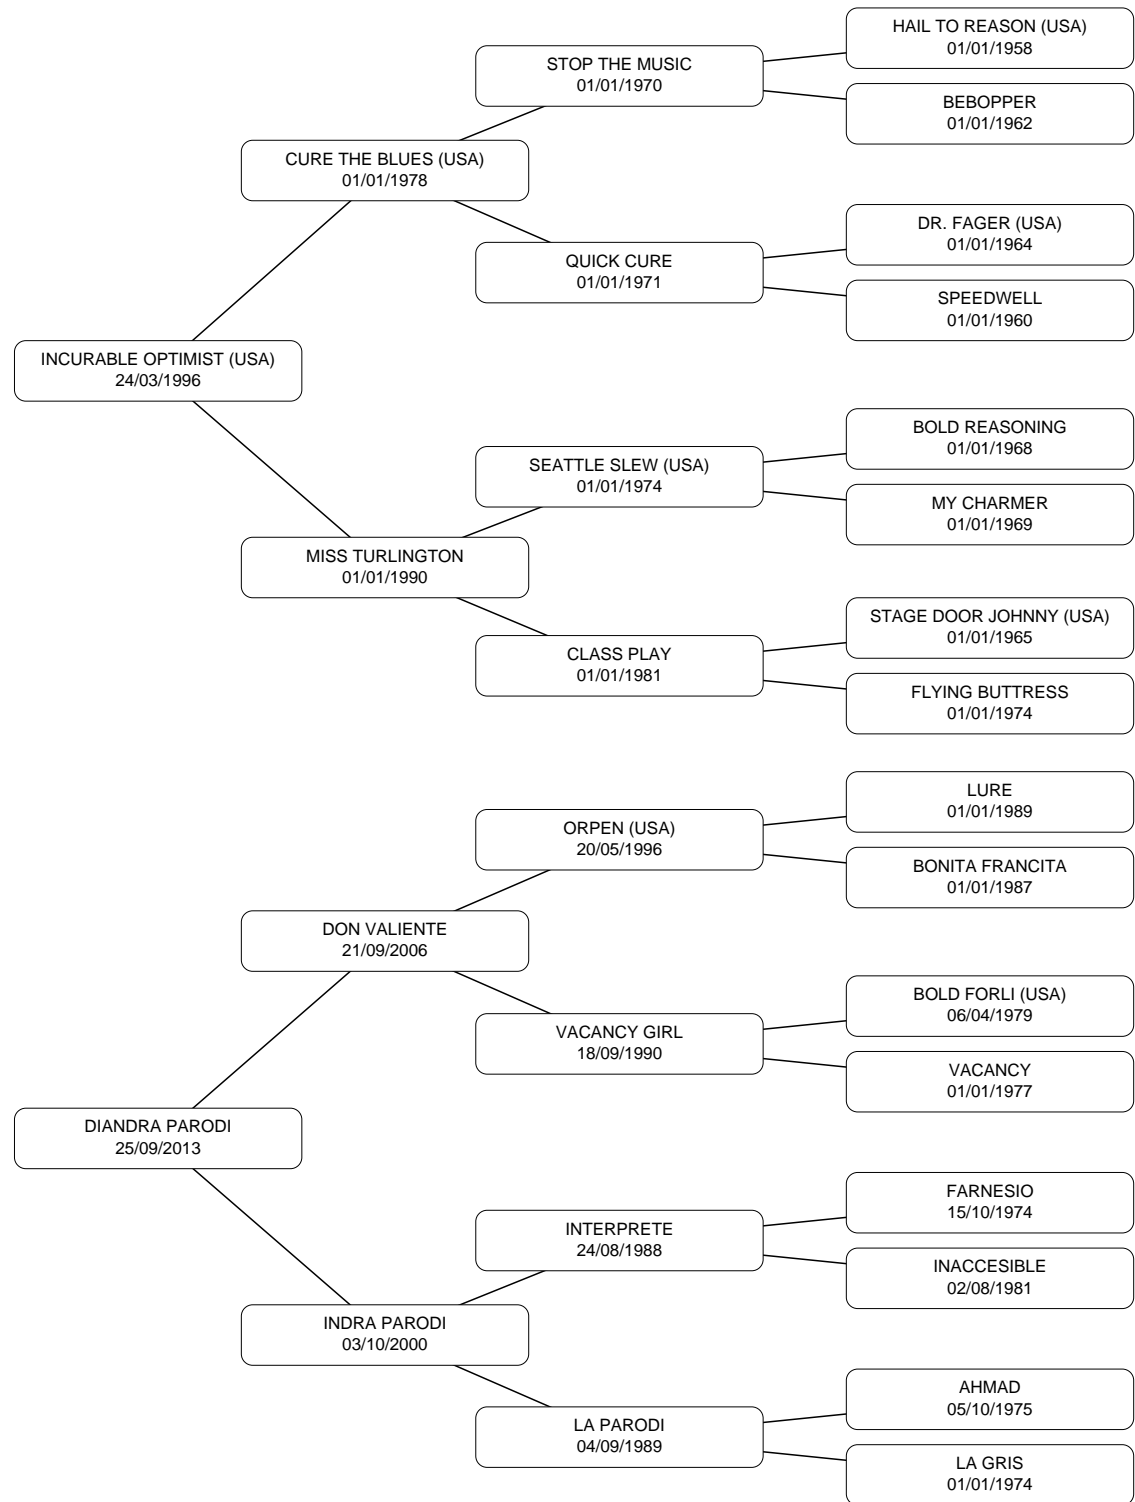 HAIL TO REASON (USA)
01/01/1958
STOP THE MUSIC
01/01/1970
BEBOPPER
01/01/1962
CURE THE BLUES (USA)
01/01/1978
DR. FAGER (USA)
01/01/1964
QUICK CURE
01/01/1971
SPEEDWELL
01/01/1960
INCURABLE OPTIMIST (USA)
24/03/1996
BOLD REASONING
01/01/1968
SEATTLE SLEW (USA)
01/01/1974
MY CHARMER
01/01/1969
MISS TURLINGTON
01/01/1990
STAGE DOOR JOHNNY (USA)
01/01/1965
CLASS PLAY
01/01/1981
FLYING BUTTRESS
01/01/1974
LURE
01/01/1989
ORPEN (USA)
20/05/1996
BONITA FRANCITA
01/01/1987
DON VALIENTE
21/09/2006
BOLD FORLI (USA)
06/04/1979
VACANCY GIRL
18/09/1990
VACANCY
01/01/1977
DIANDRA PARODI
25/09/2013
FARNESIO
15/10/1974
INTERPRETE
24/08/1988
INACCESIBLE
02/08/1981
INDRA PARODI
03/10/2000
AHMAD
05/10/1975
LA PARODI
04/09/1989
LA GRIS
01/01/1974